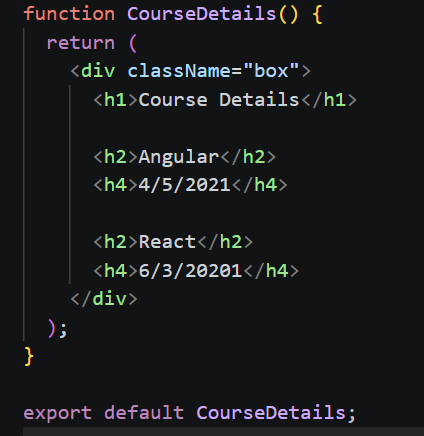 function CourseDetails() {
  return (
    <div className="box">
      <h1>Course Details</h1>

      <h2>Angular</h2>
      <h4>4/5/2021</h4>

      <h2>React</h2>
      <h4>6/3/20201</h4>
    </div>
  );
}

export default CourseDetails;